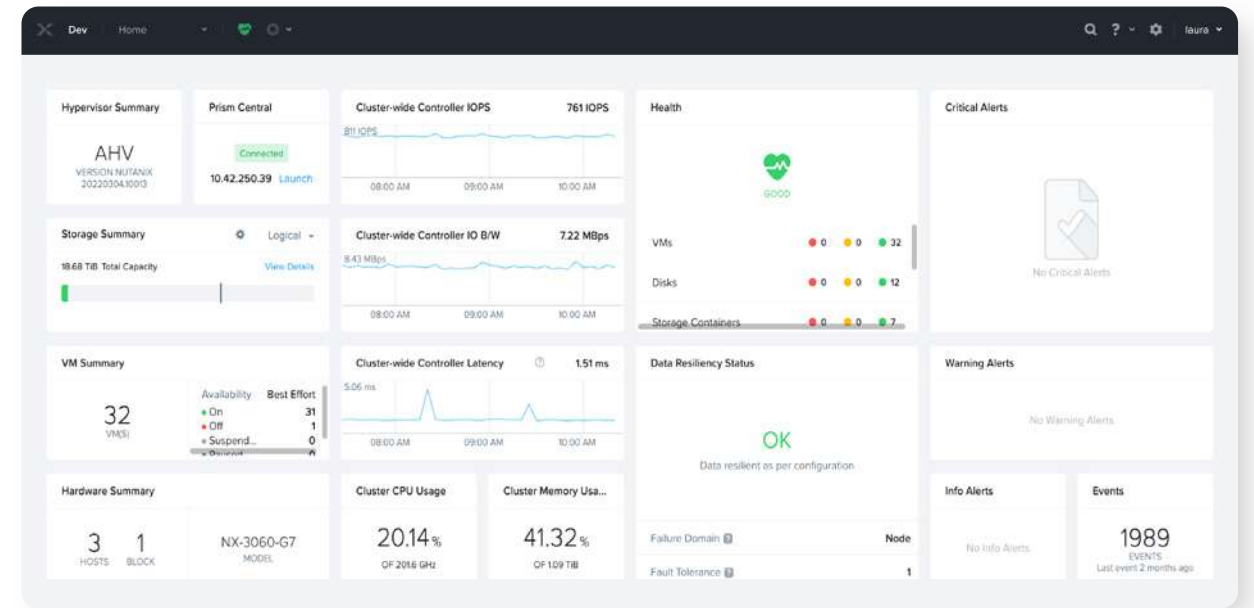 Dev
Home
?
laura
Hypervisor Summary
AHV
VERSION NUTANIX
20220304.10013
Prism Central
Connected
10.42.250.39 Launch
Cluster-wide Controller IOPS 761 IOPS
811 IOPS
08:00 AM 09:00 AM 10:00 AM
Health
GOOD
VMs 0 0 32
Disks 0 0 12
Storage Containers 0 0 7
Critical Alerts
No Critical Alerts
Storage Summary Logical
18.68 TiB Total Capacity View Details
Cluster-wide Controller IO B/W 7.22 MBps
8.43 MBps
08:00 AM 09:00 AM 10:00 AM
VM Summary
32
VM(S)
Availability Best Effort
On 31
Off 1
Suspend... 0
Paused 0
Cluster-wide Controller Latency ? 1.51 ms
5.06 ms
08:00 AM 09:00 AM 10:00 AM
Data Resiliency Status
OK
Data resilient as per configuration
Failure Domain ? Node
Fault Tolerance ? 1
Warning Alerts
No Warning Alerts
Hardware Summary
3 1
HOSTS BLOCK
NX-3060-G7
MODEL
Cluster CPU Usage
20.14 %
OF 201.6 GHz
Cluster Memory Usa...
41.32 %
OF 1.09 TiB
Info Alerts
No Info Alerts
Events
1989
EVENTS
Last event 2 months ago